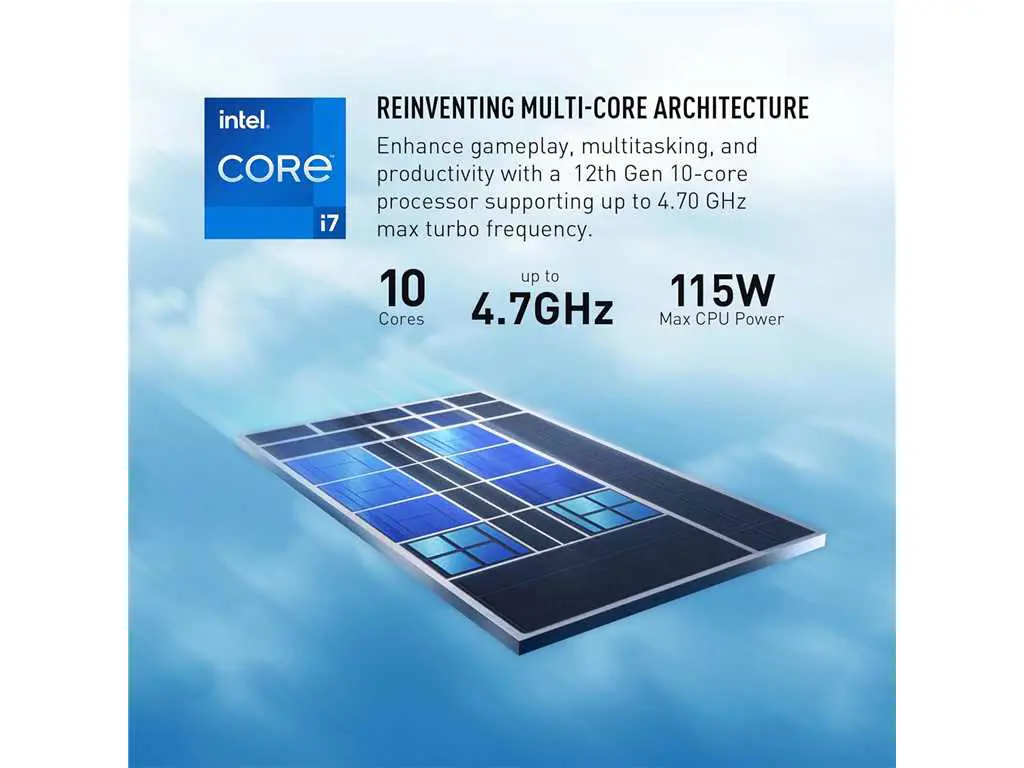 intel.
CORE™
i7
REINVENTING MULTI-CORE ARCHITECTURE
Enhance gameplay, multitasking, and
productivity with a 12th Gen 10-core
processor supporting up to 4.70 GHz
max turbo frequency.
10
Cores
up to
4.7GHz
115W
Max CPU Power